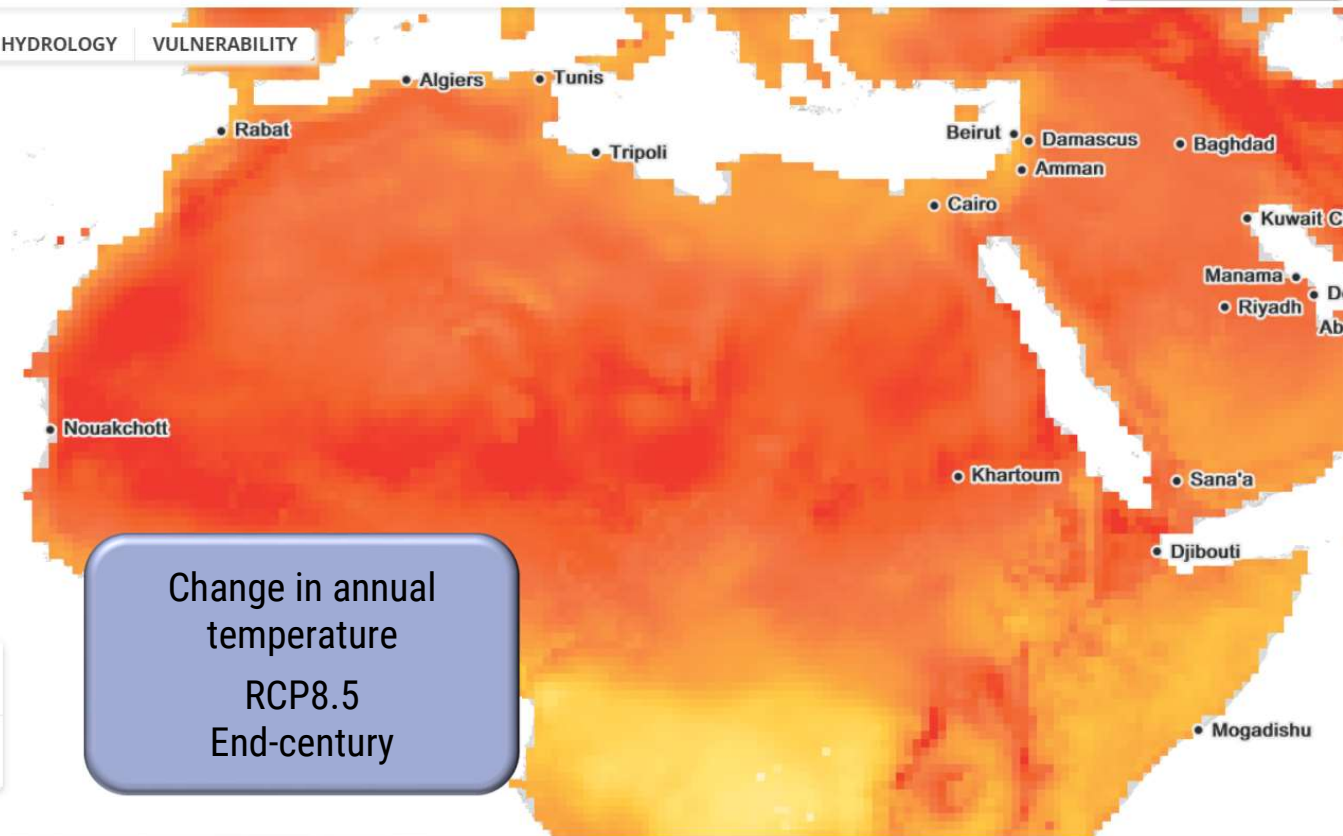 HYDROLOGY VULNERABILITY
Algiers
Tunis
Rabat
Tripoli
Beirut
Damascus
Baghdad
Amman
Cairo
Kuwait C
Manama
D
Riyadh
Ab
Nouakchott
Khartoum
Sana'a
Djibouti
Change in annual
temperature
RCP8.5
End-century
Mogadishu